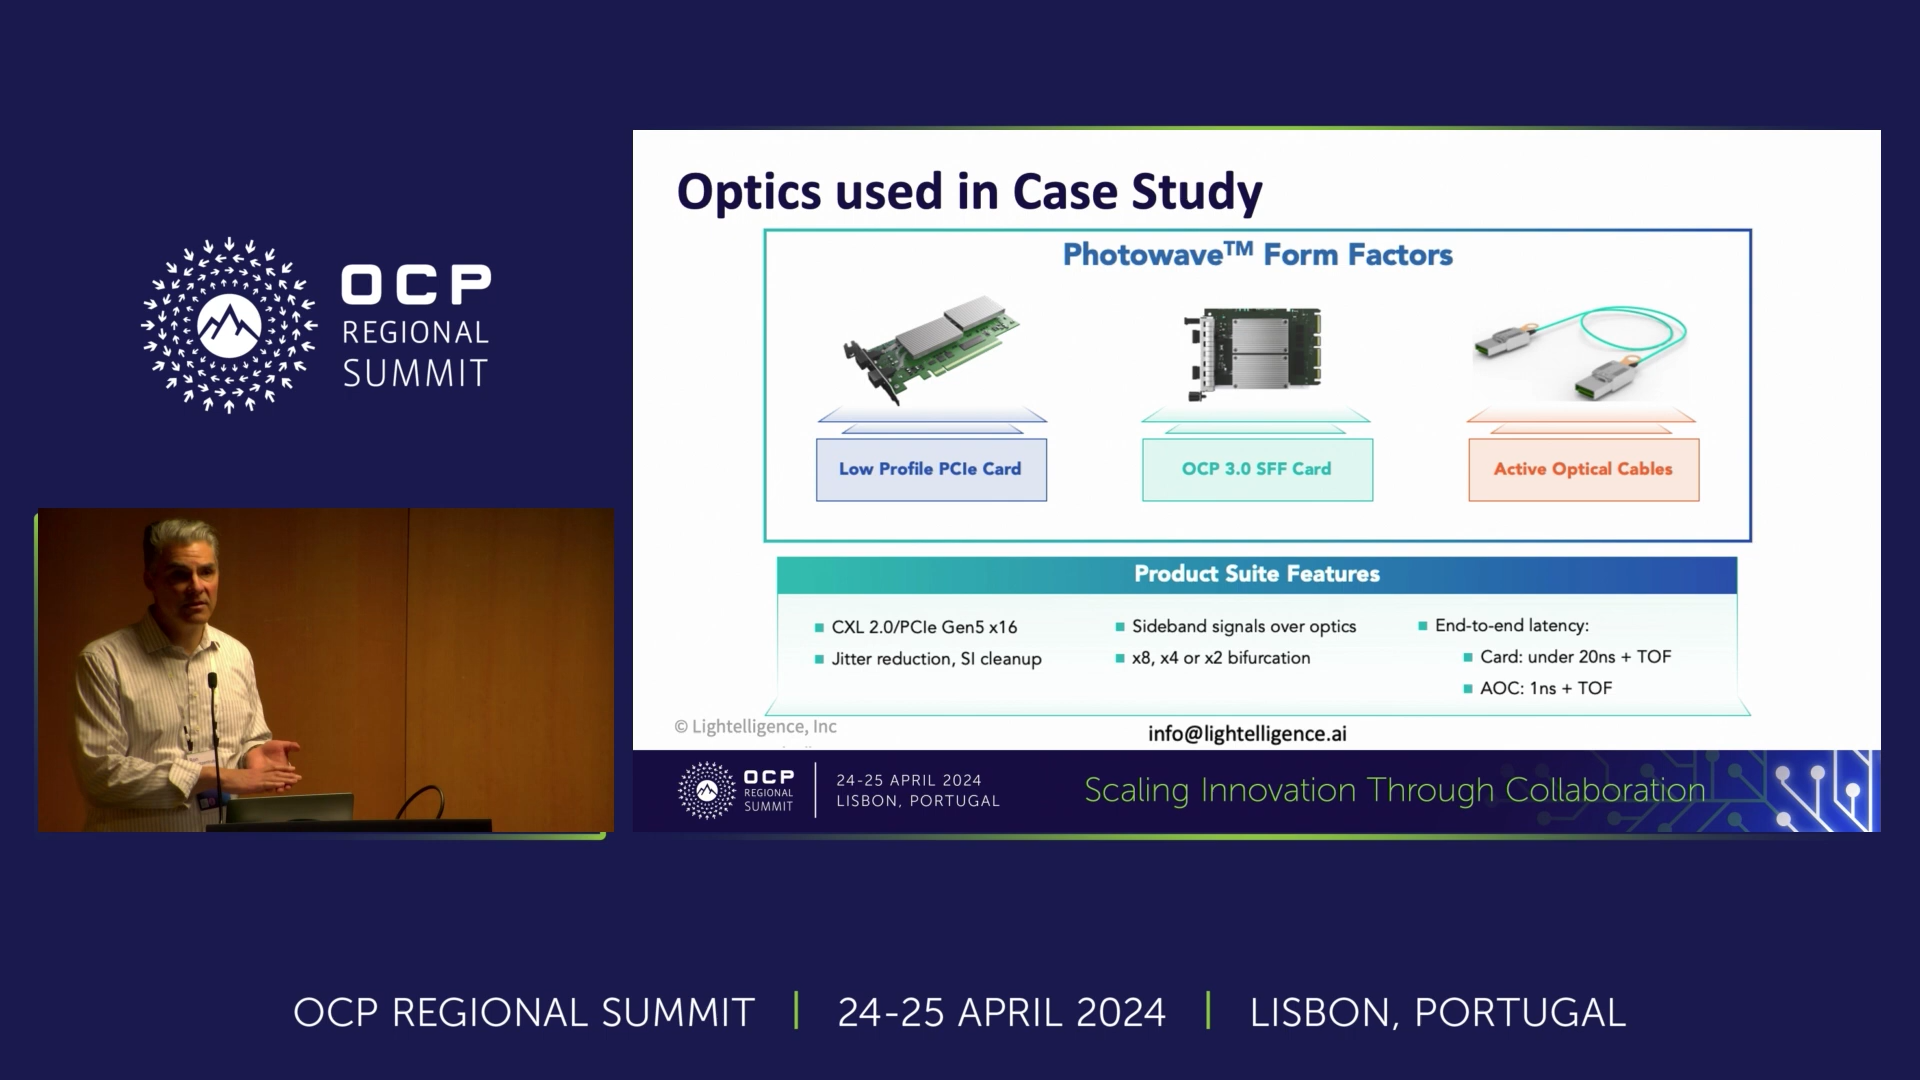 OCP
REGIONAL
SUMMIT
Optics used in Case Study
Photowave™ Form Factors
Low Profile PCIe Card
OCP 3.0 SFF Card
Active Optical Cables
Product Suite Features
CXL 2.0/PCIe Gen5 x16
Jitter reduction, SI cleanup
Sideband signals over optics
x8, x4 or x2 bifurcation
End-to-end latency:
Card: under 20ns + TOF
AOC: 1ns + TOF
© Lightelligence, Inc
info@lightelligence.ai
OCP
REGIONAL
SUMMIT
24-25 APRIL 2024
LISBON, PORTUGAL
Scaling Innovation Through Collaboration
OCP REGIONAL SUMMIT | 24-25 APRIL 2024 | LISBON, PORTUGAL